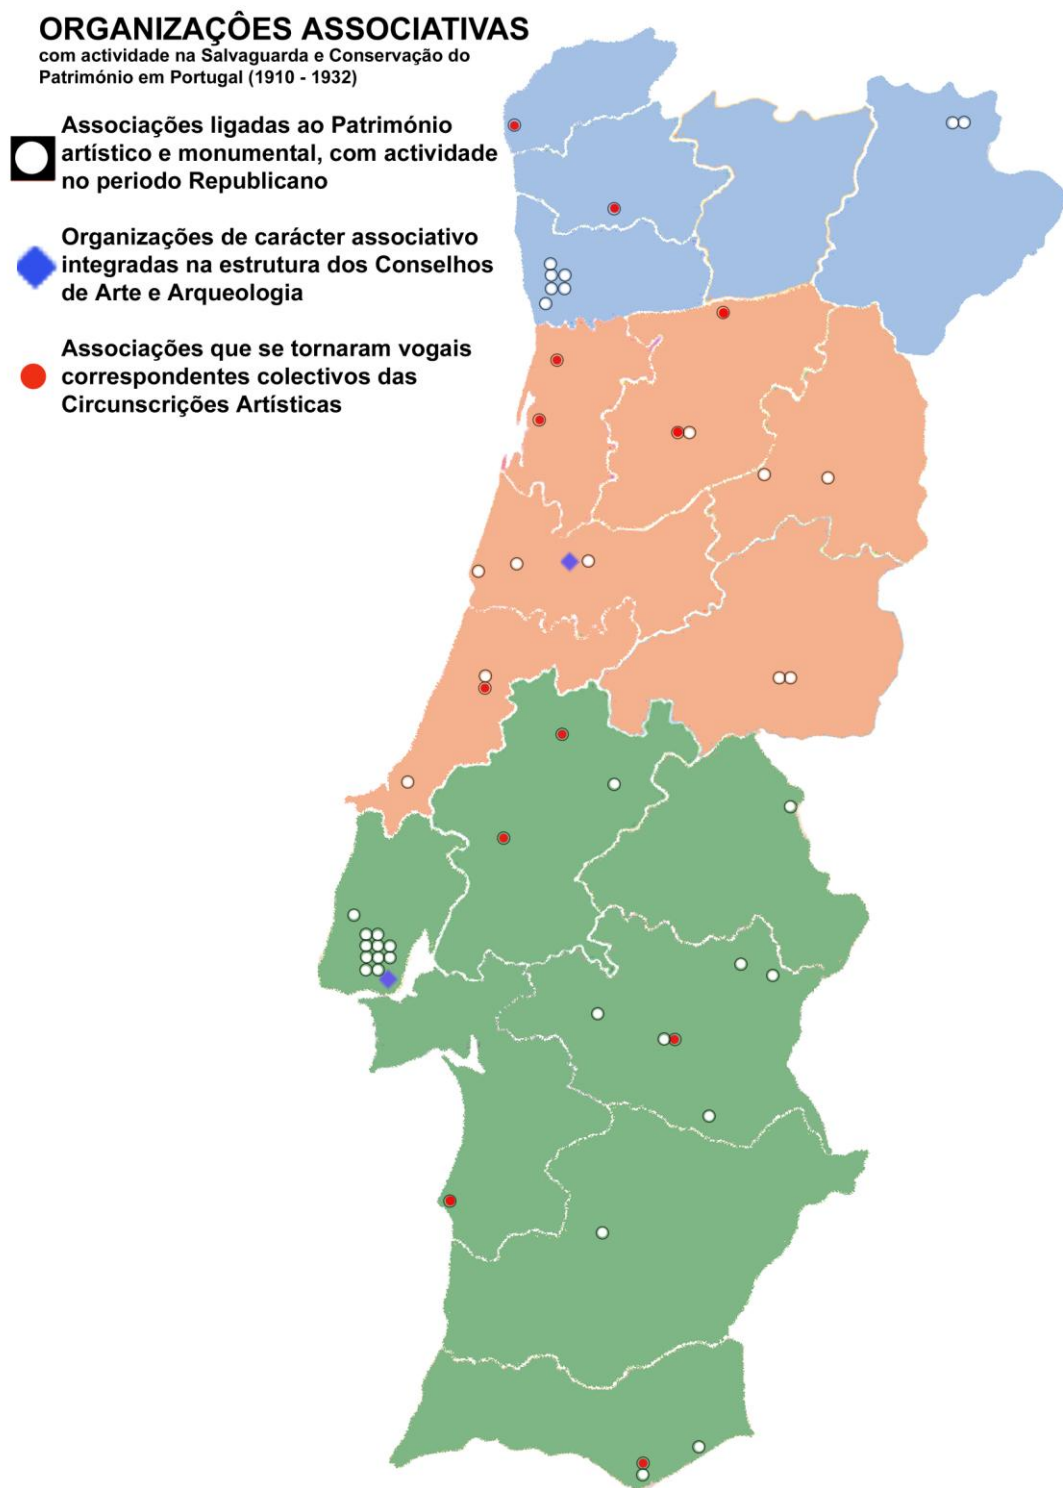 ORGANIZAÇÔES ASSOCIATIVAS
com actividade na Salvaguarda e Conservação do
Património em Portugal (1910 - 1932)
Associações ligadas ao Património
artístico e monumental, com actividade
no periodo Republicano
Organizações de carácter associativo
integradas na estrutura dos Conselhos
de Arte e Arqueologia
Associações que se tornaram vogais
correspondentes colectivos das
Circunscrições Artísticas